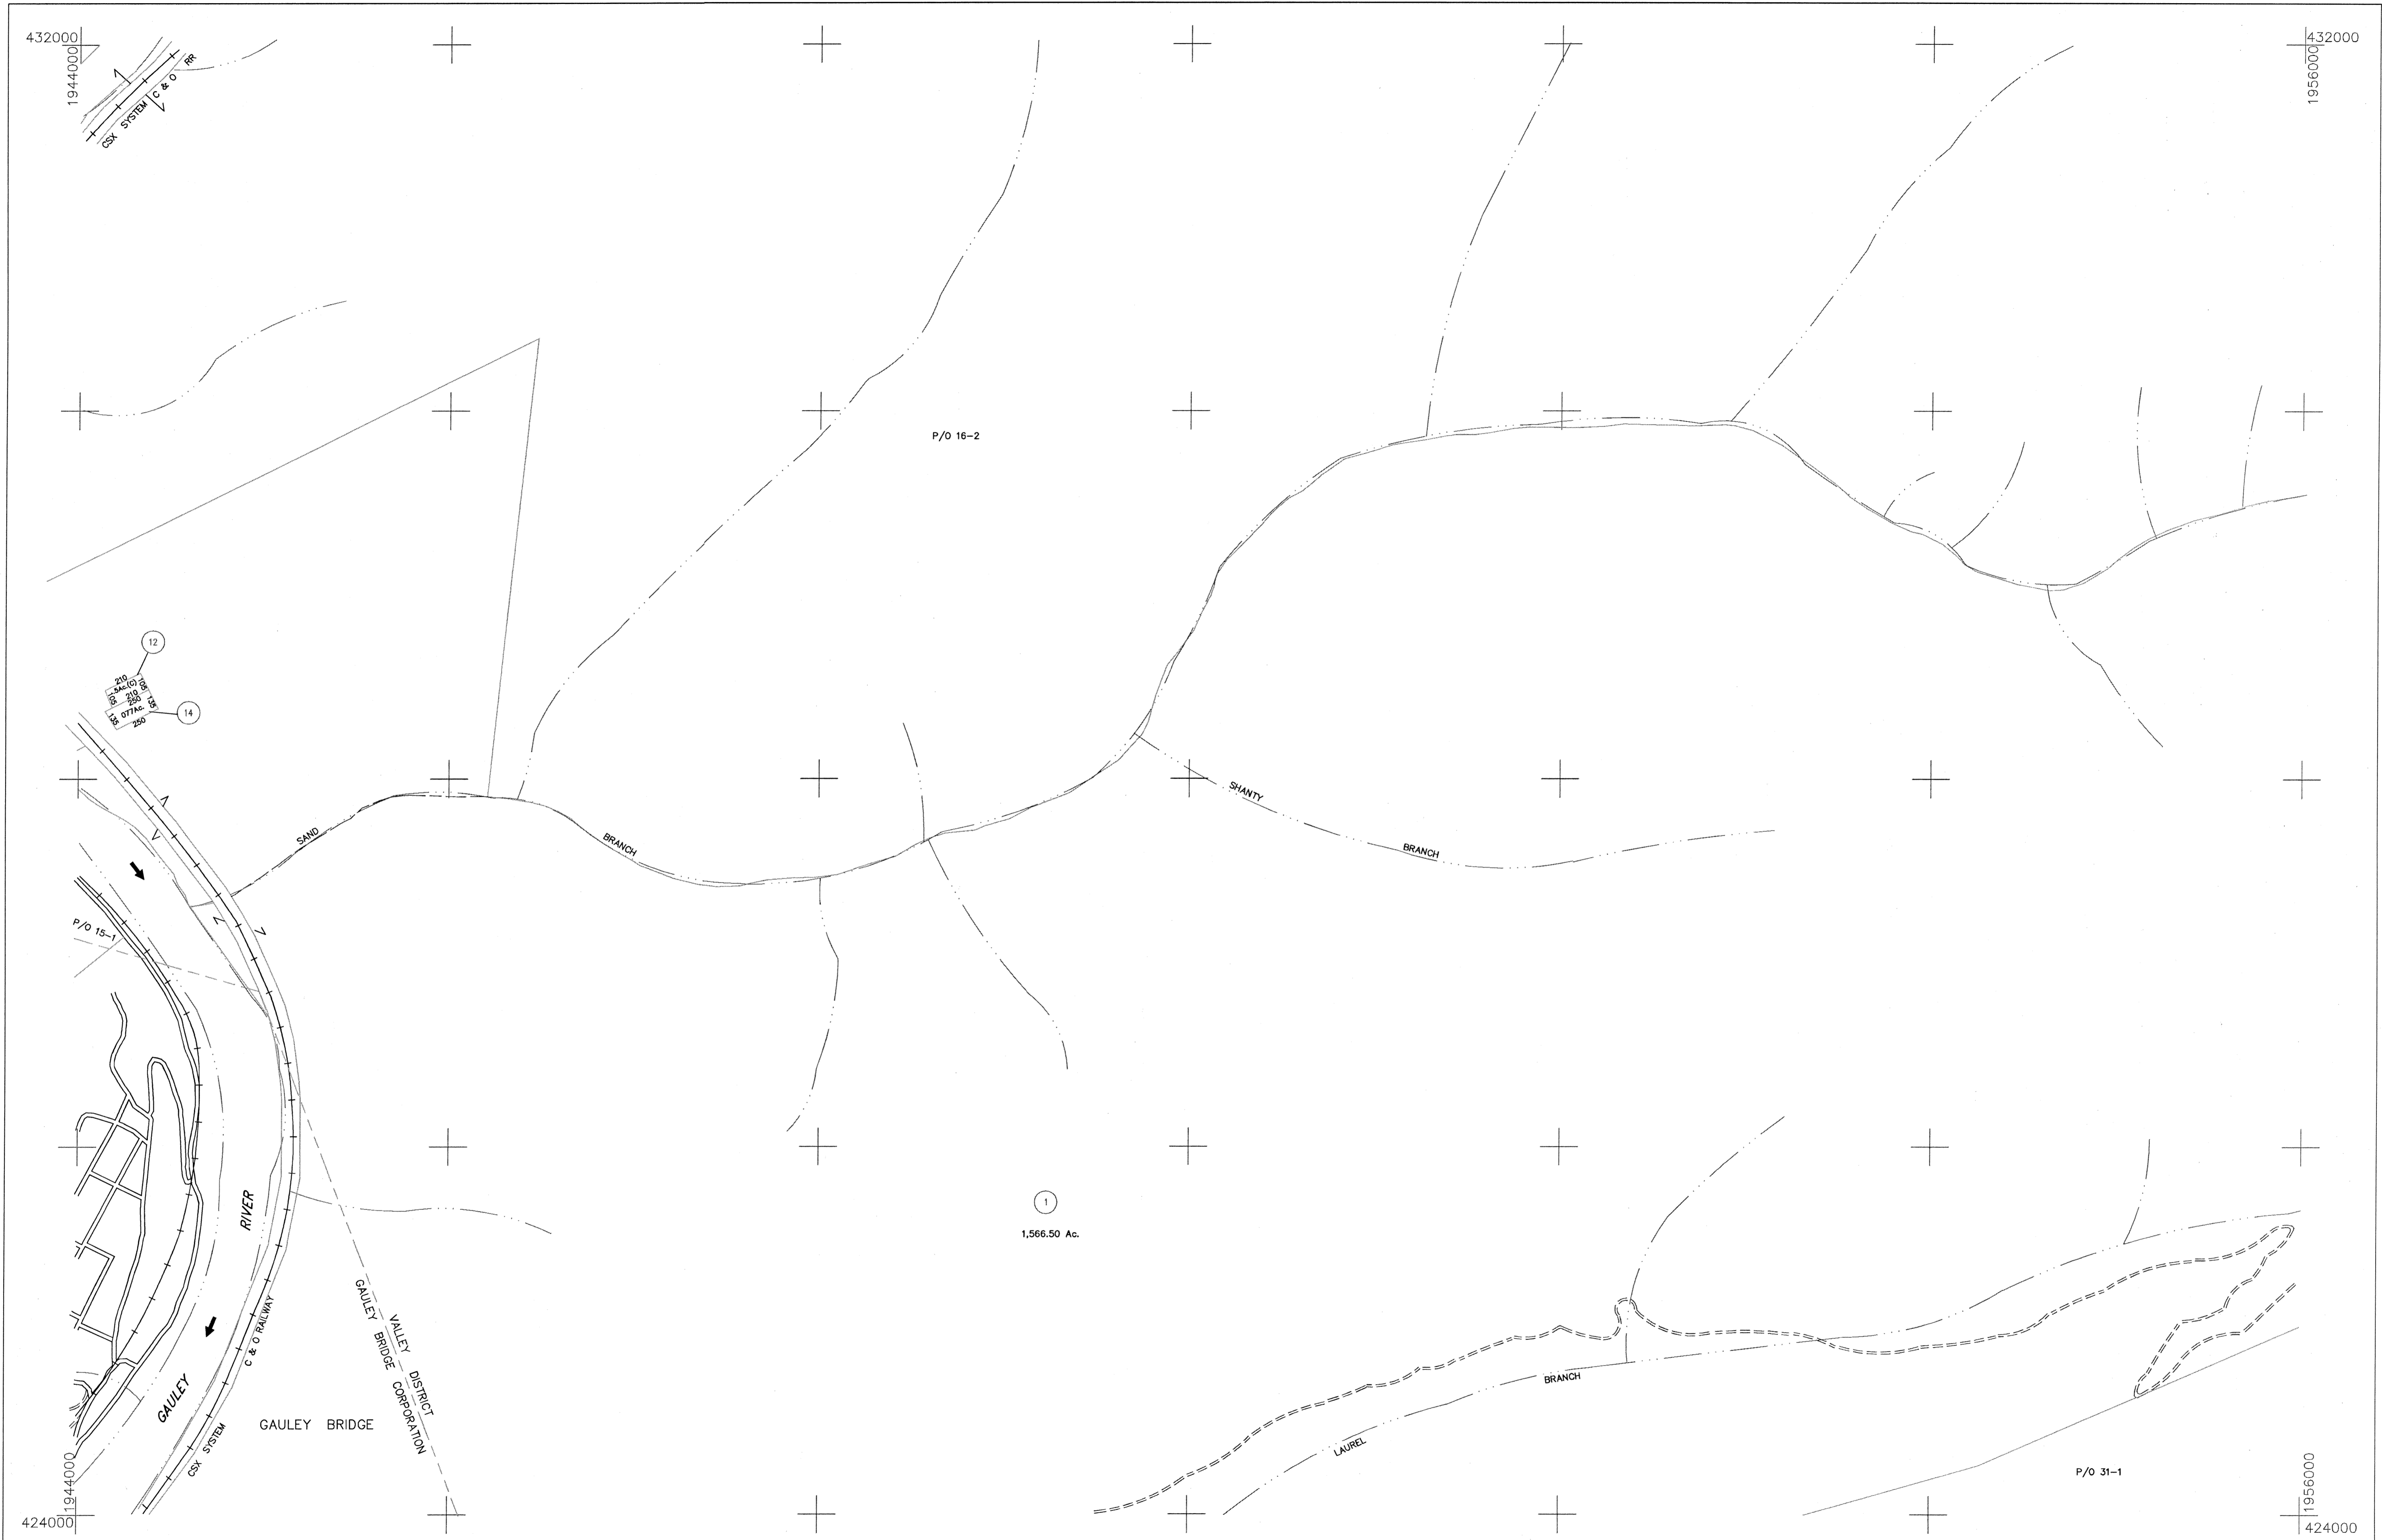 432000
1944000
CSX SYSTEM C & O RR
432000
1956000
P/O 16-2
12
210
.5Ac.(C)
105
105
210
250
135
135
077Ac.
250
14
SAND BRANCH
SHANTY BRANCH
P/O 15-1
1
1,566.50 Ac.
GAULEY RIVER
CSX SYSTEM C & O RAILWAY
VALLEY DISTRICT
GAULEY BRIDGE CORPORATION
GAULEY BRIDGE
LAUREL BRANCH
P/O 31-1
1944000
424000
1956000
424000